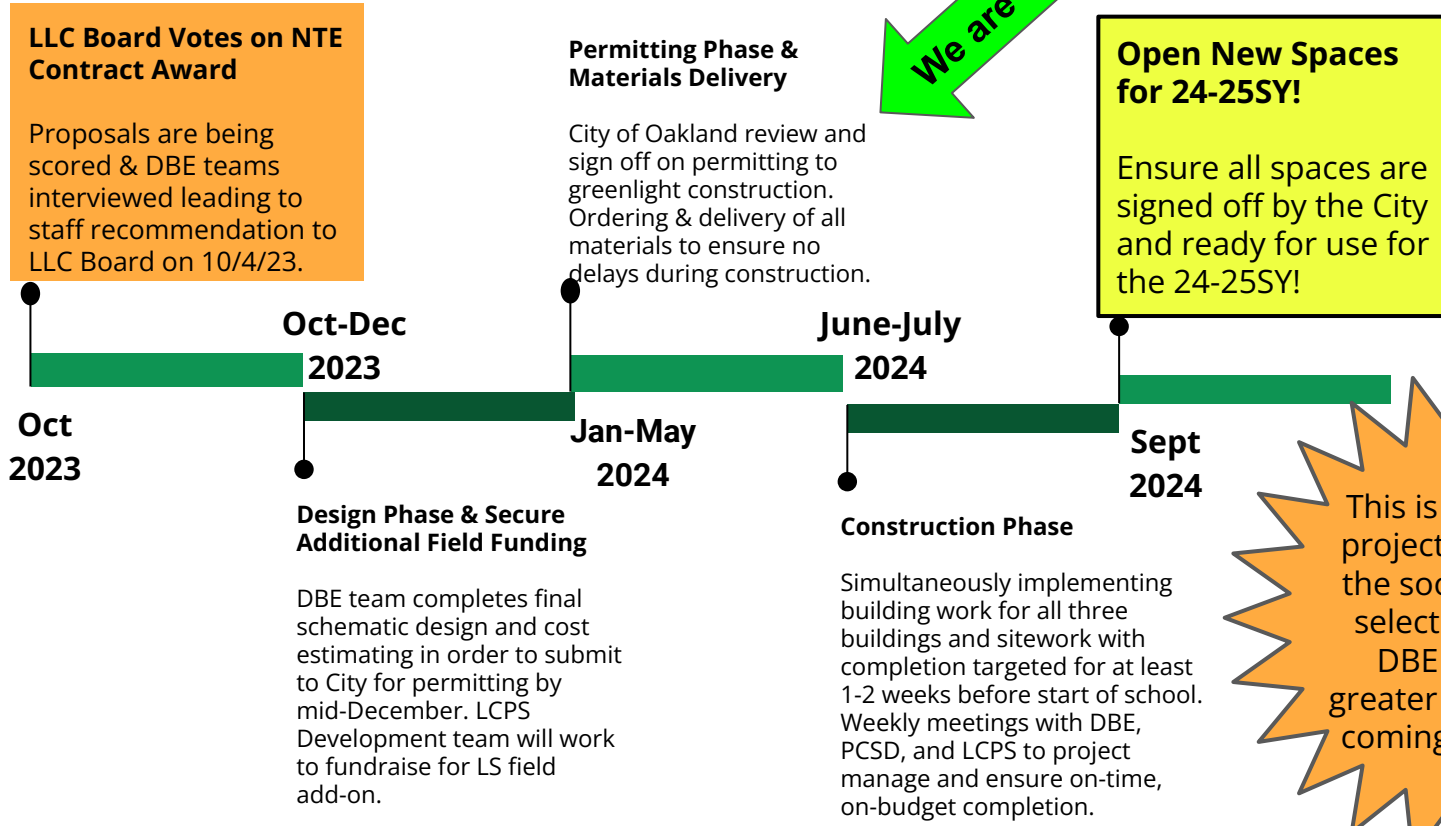 LLC Board Votes on NTE
Contract Award
Proposals are being
scored & DBE teams
interviewed leading to
staff recommendation to
LLC Board on 10/4/23.
Permitting Phase &
Materials Delivery
City of Oakland review and
sign off on permitting to
greenlight construction.
Ordering & delivery of all
materials to ensure no
delays during construction.
We are
Open New Spaces
for 24-25SY!
Ensure all spaces are
signed off by the City
and ready for use for
the 24-25SY!
Oct-Dec
2023
June-July
2024
Oct
2023
Jan-May
2024
Sept
2024
Design Phase & Secure
Additional Field Funding
DBE team completes final
schematic design and cost
estimating in order to submit
to City for permitting by
mid-December. LCPS
Development team will work
to fundraise for LS field
add-on.
Construction Phase
Simultaneously implementing
building work for all three
buildings and sitework with
completion targeted for at least
1-2 weeks before start of school.
Weekly meetings with DBE,
PCSD, and LCPS to project
manage and ensure on-time,
on-budget completion.
This is
project
the soo
select
DBE
greater
coming